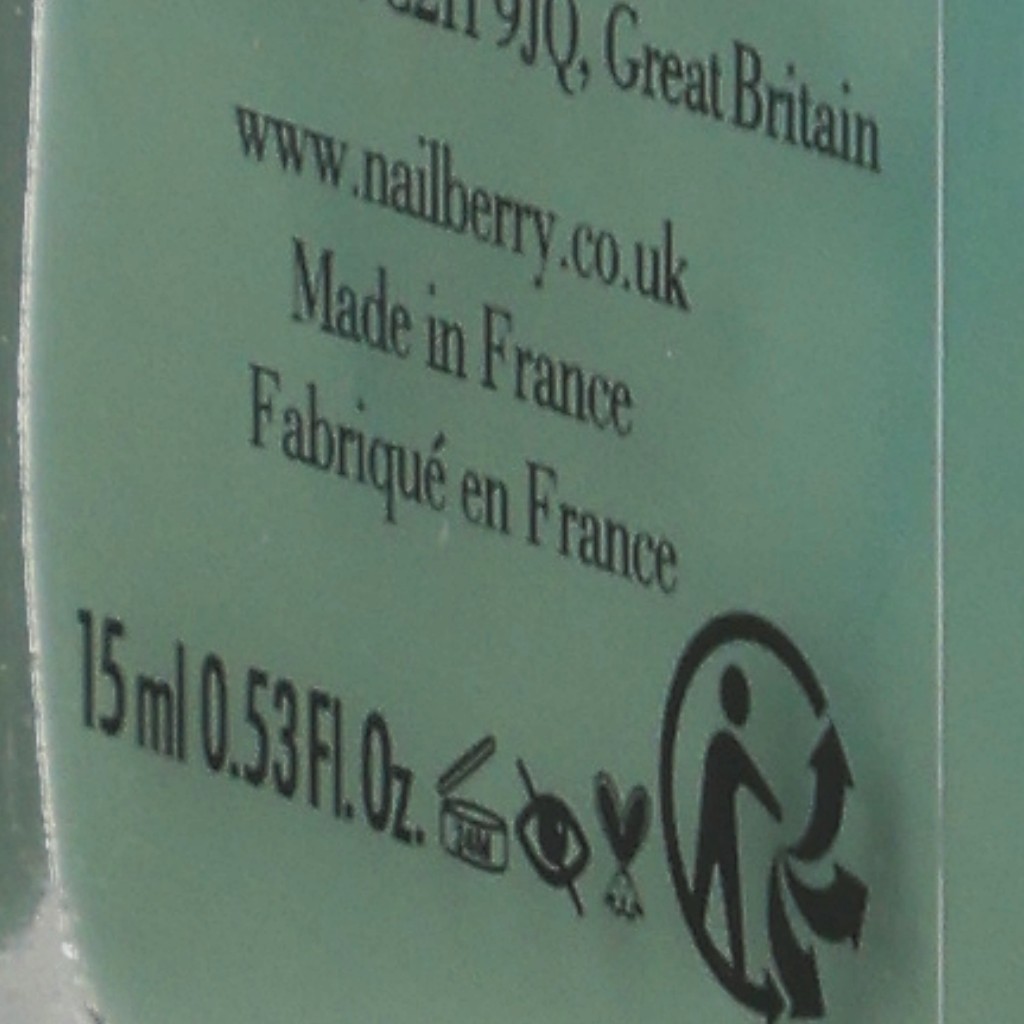 9JQ, Great Britain
www.nailberry.co.uk
Made in France
Fabriqué en France
15 ml 0.53 Fl. Oz.
24M